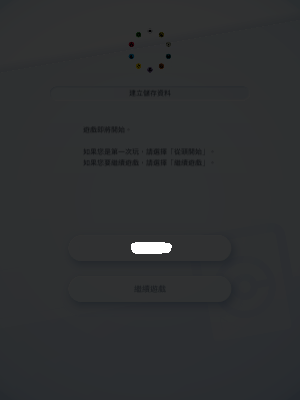 建立儲存資料
遊戲即將開始。
如果您是第一次玩，請選擇「從頭開始」。
如果您要繼續遊戲，請選擇「繼續遊戲」。
繼續遊戲